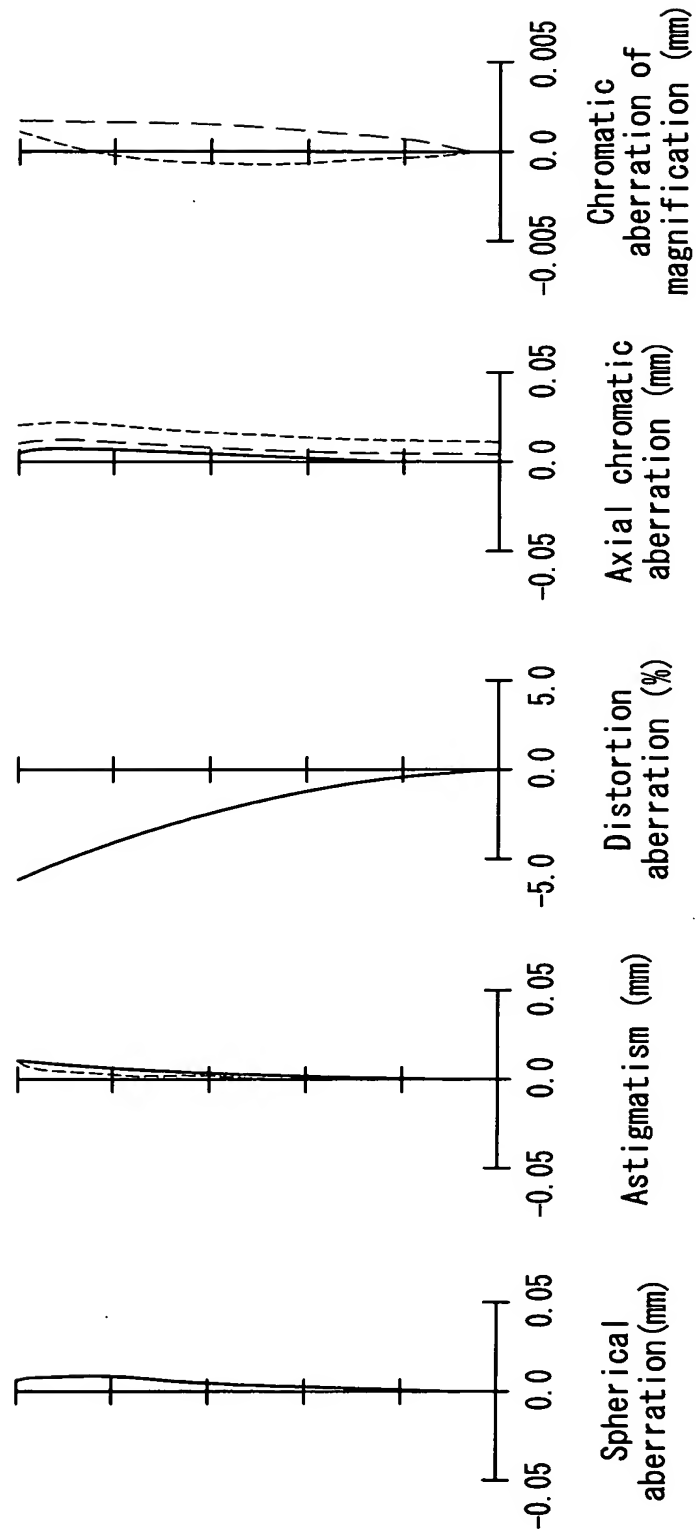 -0.05 0.0 0.05
Spherical
aberration(mm)
-0.05 0.0 0.05
Astigmatism (mm)
-5.0 0.0 5.0
Distortion
aberration (%)
-0.05 0.0 0.05
Axial chromatic
aberration (mm)
-0.005 0.0 0.005
Chromatic
aberration of
magnification (mm)